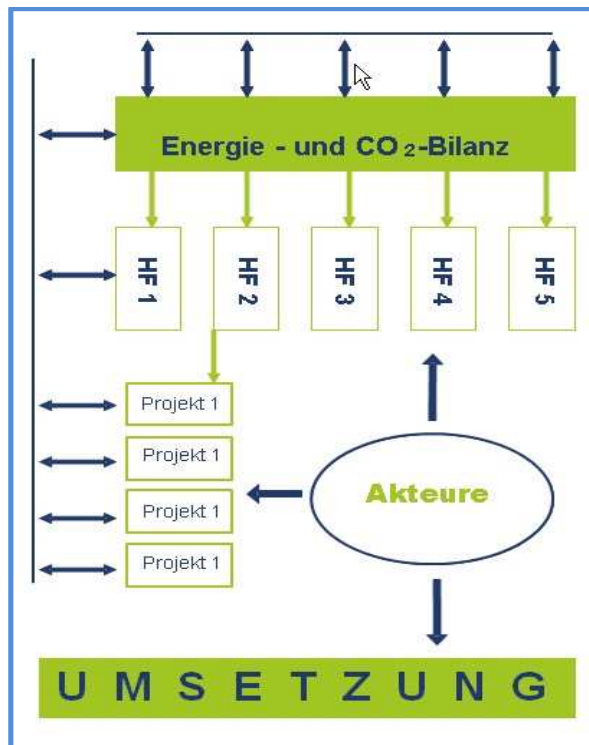 Energie - und CO₂-Bilanz
HF 1
HF 2
HF 3
HF 4
HF 5
Projekt 1
Projekt 1
Projekt 1
Projekt 1
Akteure
UMSETZUNG